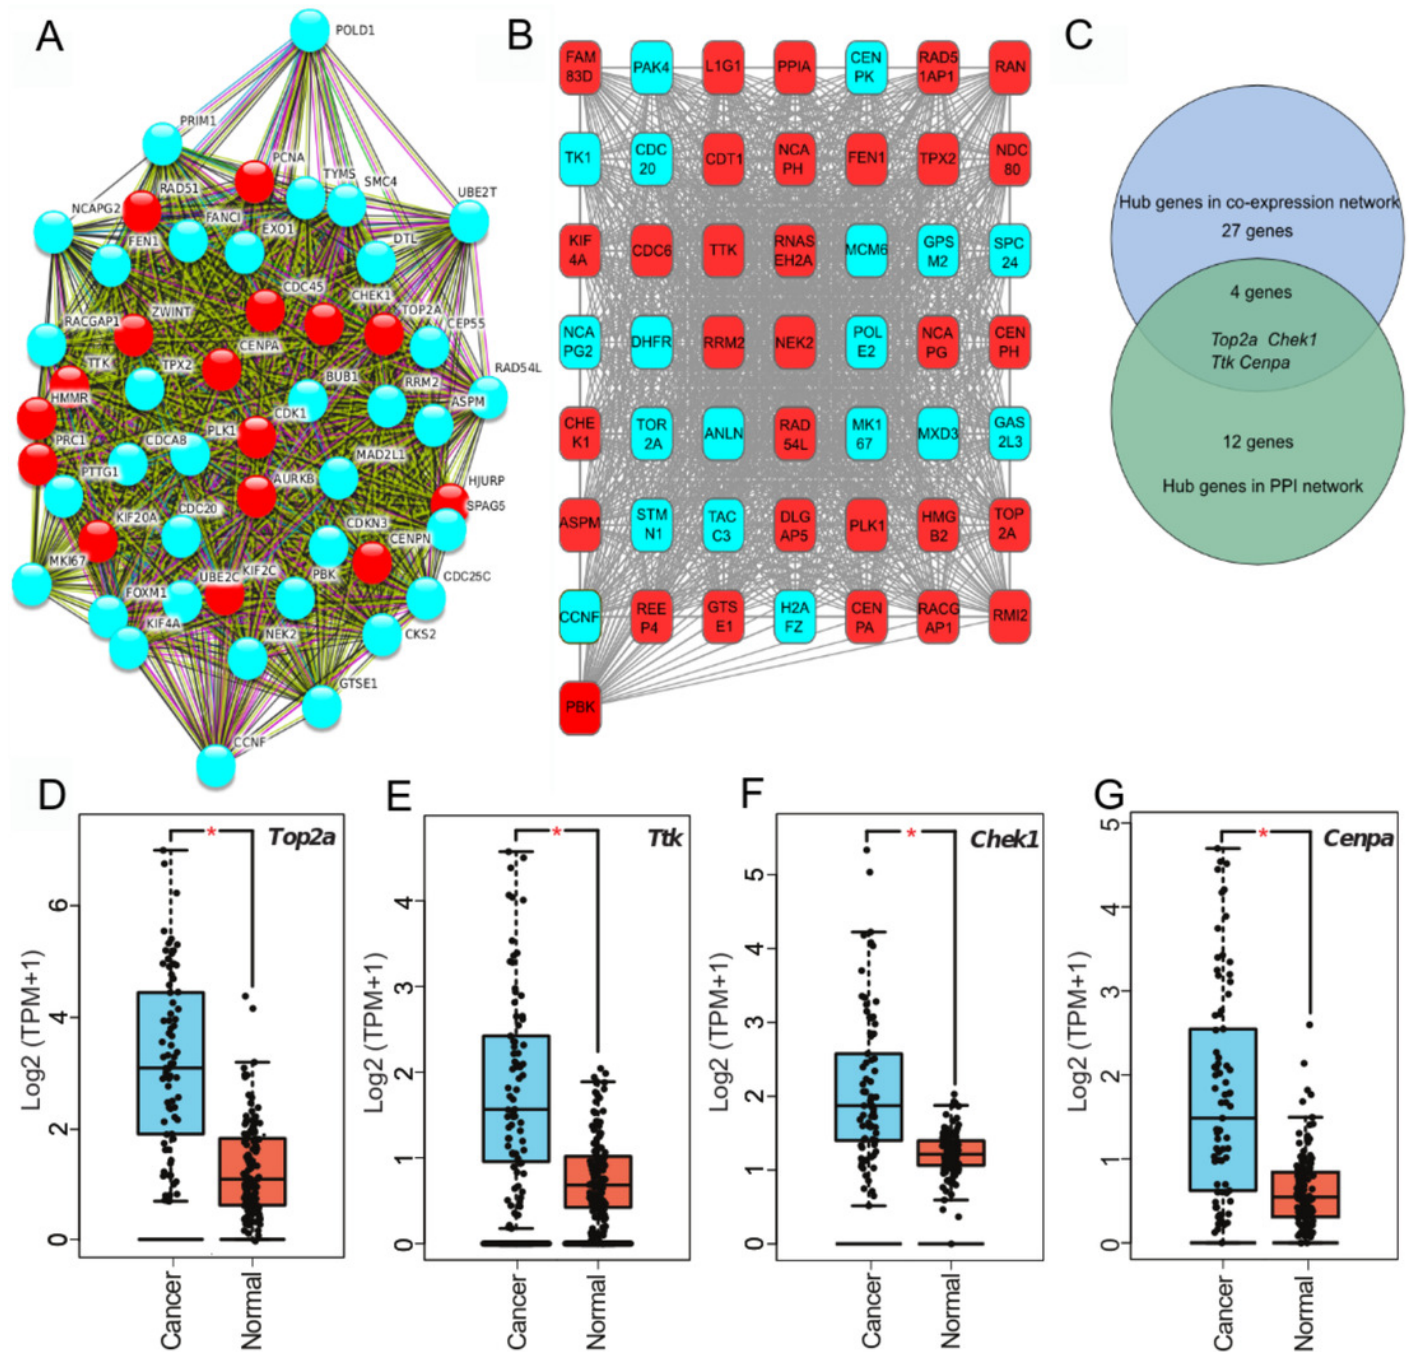 A
POLD1
PRIM1
PCNA
TYMS
SMC4
RAD51
UBE2T
NCAPG2
FANCI
EXO1
FEN1
DTL
CDC45
CHEK1
ZWINT
TOP2A
RACGAP1
CEP55
CENPA
TTK
TPX2
RAD54L
BUB1
RRM2
HMMR
ASPM
CDK1
PLK1
PRC1
CDCA8
MAD2L1
PTTG1
AURKB
HJURP
SPAG5
KIF20A
CDC20
CDKN3
CENPN
MKI67
KIF2C
UBE2C
PBK
CDC25C
FOXM1
KIF4A
NEK2
CKS2
GTSE1
CCNF
B
FAM
83D
PAK4
L1G1
PPIA
CEN
PK
RAD5
1AP1
RAN
TK1
CDC
20
CDT1
NCA
PH
FEN1
TPX2
NDC
80
KIF
4A
CDC6
TTK
RNAS
EH2A
MCM6
GPS
M2
SPC
24
NCA
PG2
DHFR
RRM2
NEK2
POL
E2
NCA
PG
CEN
PH
CHE
K1
TOR
2A
ANLN
RAD
54L
MK1
67
MXD3
GAS
2L3
ASPM
STM
N1
TAC
C3
DLG
AP5
PLK1
HMG
B2
TOP
2A
CCNF
REE
P4
GTS
E1
H2A
FZ
CEN
PA
RACG
AP1
RMI2
PBK
C
Hub genes in co-expression network
27 genes
4 genes
Top2a Chek1
Ttk Cenpa
12 genes
Hub genes in PPI network
D
*
Top2a
Log2 (TPM+1)
6
4
2
0
Cancer
Normal
E
*
Ttk
Log2 (TPM+1)
4
3
2
1
0
Cancer
Normal
F
*
Chek1
Log2 (TPM+1)
5
4
3
2
1
0
Cancer
Normal
G
*
Cenpa
Log2 (TPM+1)
5
4
3
2
1
0
Cancer
Normal